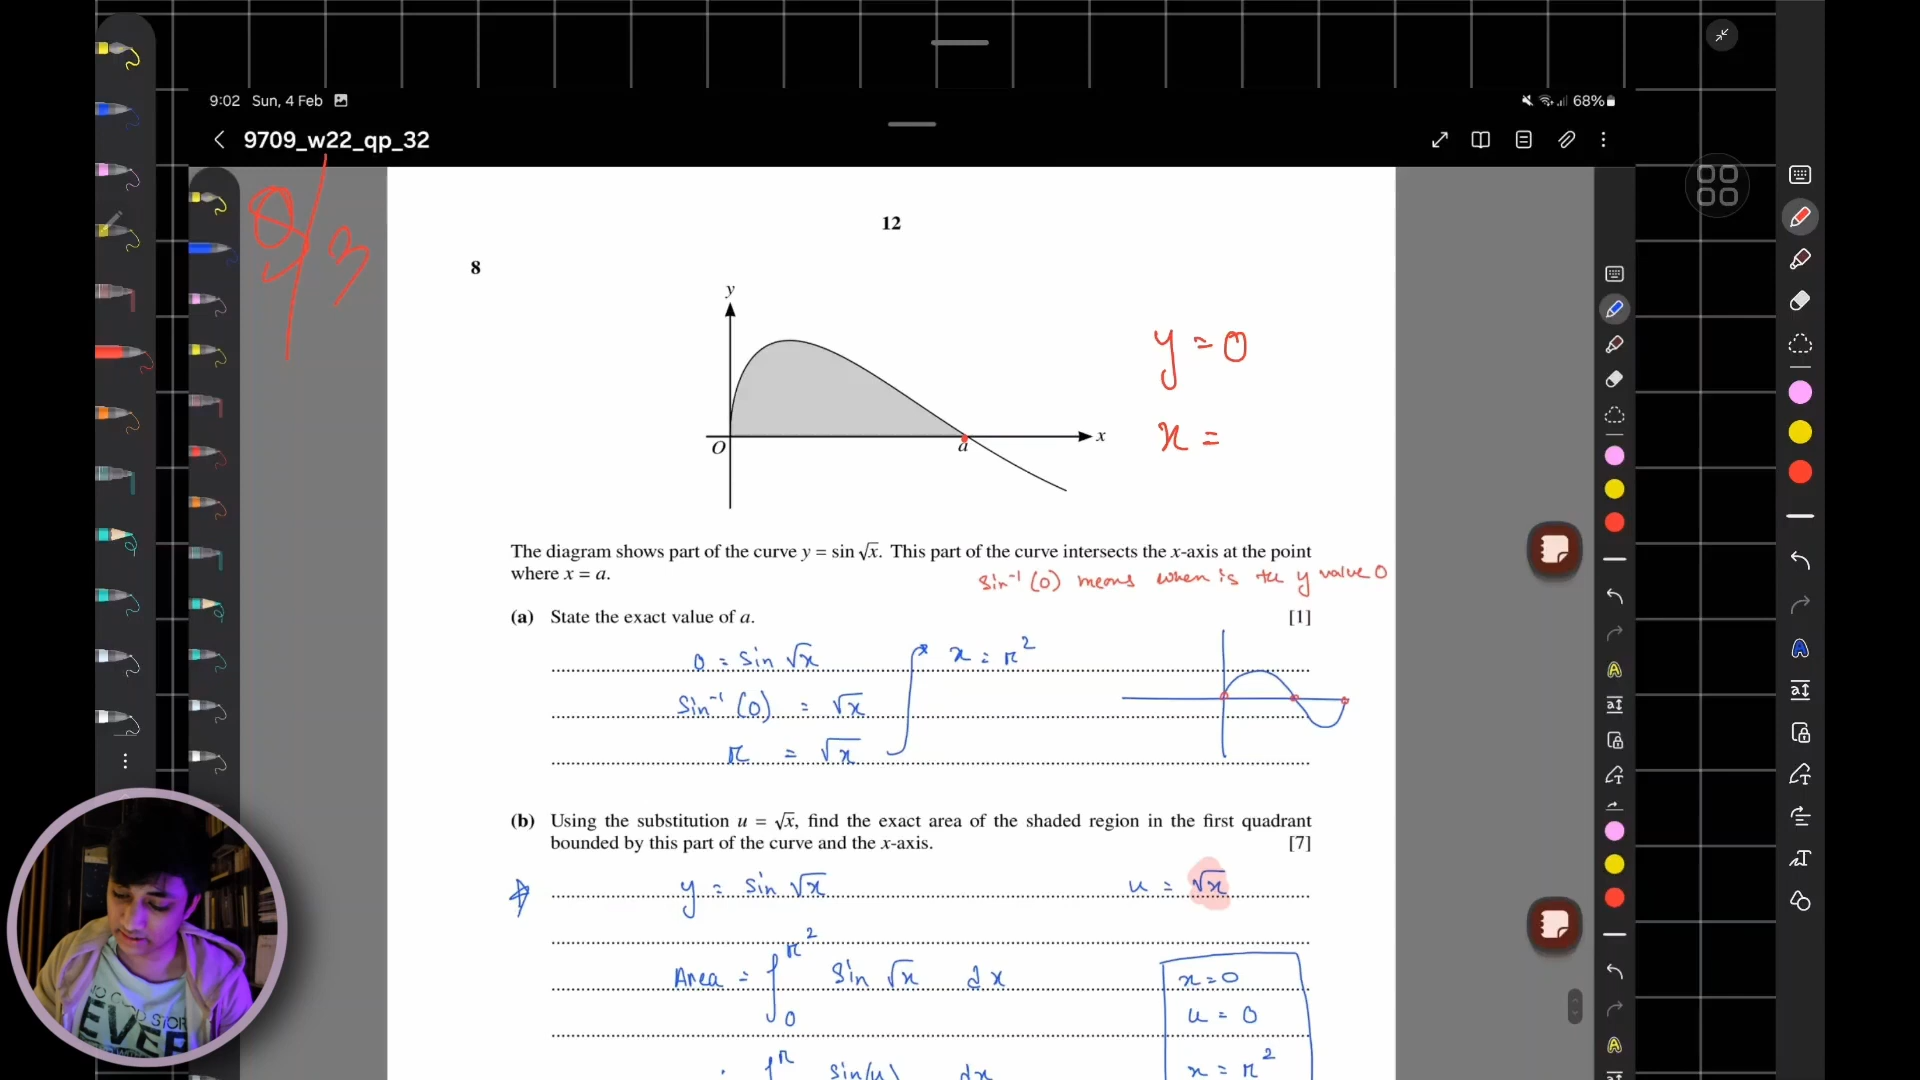 9:02 Sun, 4 Feb
68%
9709_w22_qp_32
12
8
y
O
a
x
y = 0
x =
The diagram shows part of the curve y = sin √x. This part of the curve intersects the x-axis at the point
where x = a.
sin⁻¹(0) means when is the y value 0
(a) State the exact value of a. [1]
0 = sin √x
x = π²
sin⁻¹(0) = √x
π = √x
(b) Using the substitution u = √x, find the exact area of the shaded region in the first quadrant
bounded by this part of the curve and the x-axis. [7]
y = sin √x
u = √x
Area = ∫₀^π² sin √x dx
x=0
u = 0
x = π²
∫^π sin(u) dx
EVER